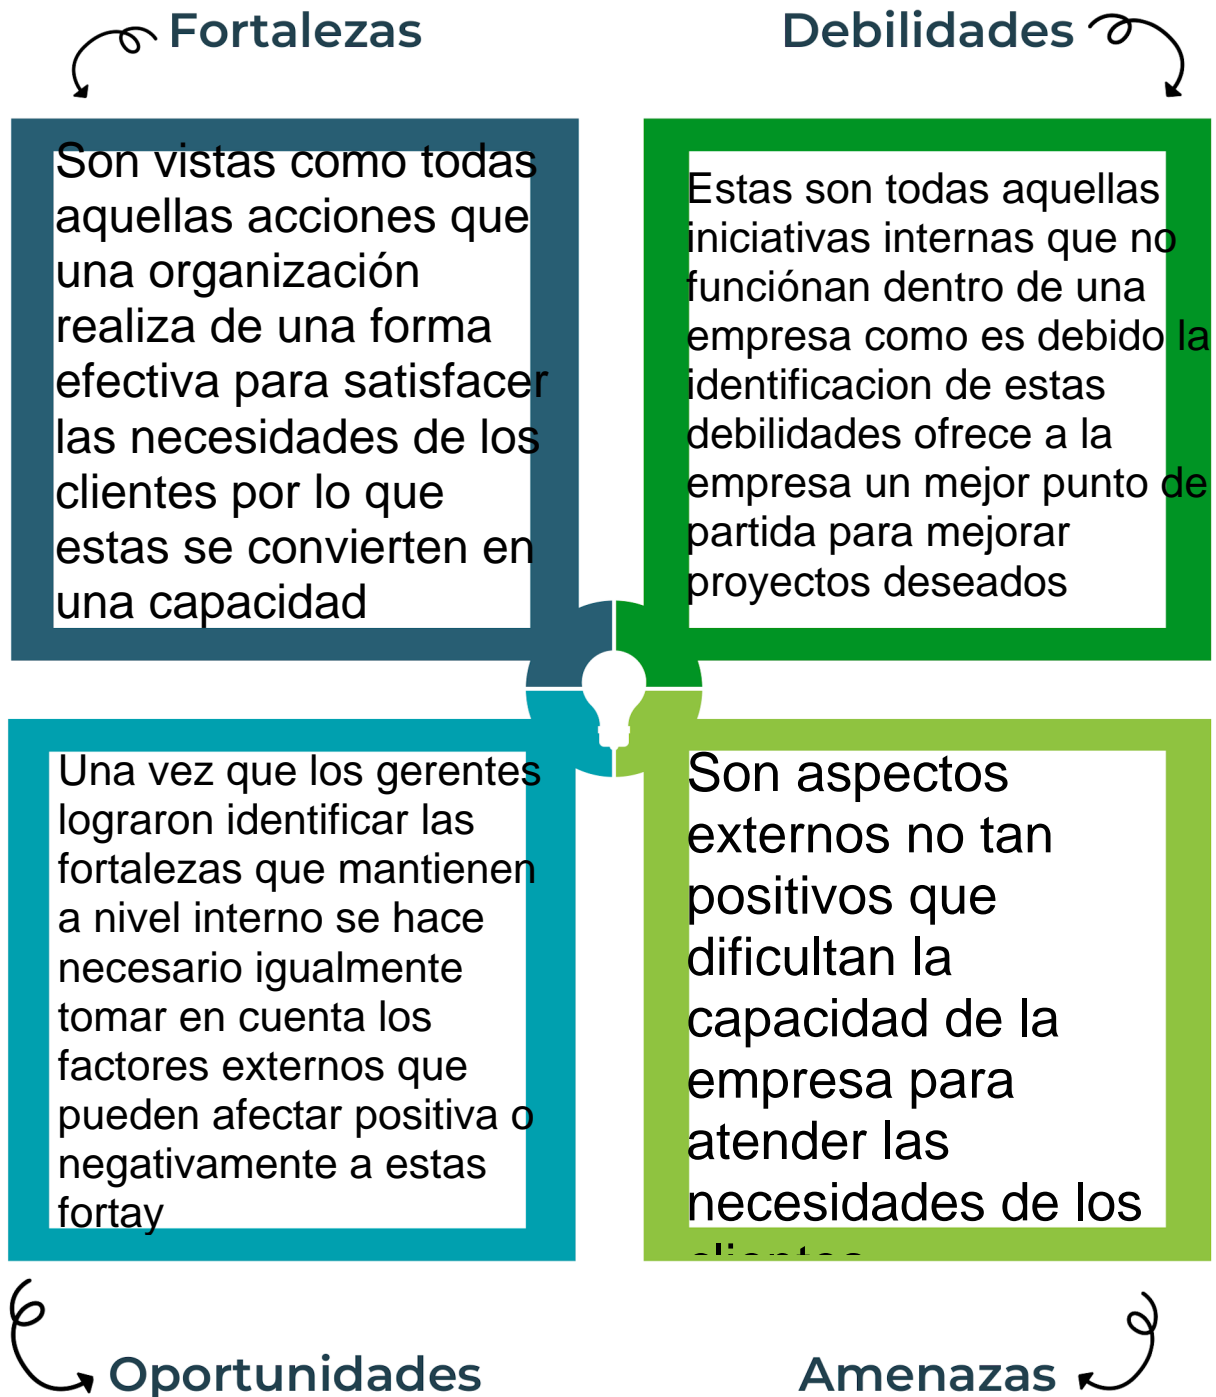 Fortalezas
Son vistas como todas
aquellas acciones que
una organización
realiza de una forma
efectiva para satisfacer
las necesidades de los
clientes por lo que
estas se convierten en
una capacidad
Debilidades
Estas son todas aquellas
iniciativas internas que no
funciónan dentro de una
empresa como es debido la
identificacion de estas
debilidades ofrece a la
empresa un mejor punto de
partida para mejorar
proyectos deseados
Una vez que los gerentes
lograron identificar las
fortalezas que mantienen
a nivel interno se hace
necesario igualmente
tomar en cuenta los
factores externos que
pueden afectar positiva o
negativamente a estas
fortay
Oportunidades
Son aspectos
externos no tan
positivos que
dificultan la
capacidad de la
empresa para
atender las
necesidades de los
Amenazas